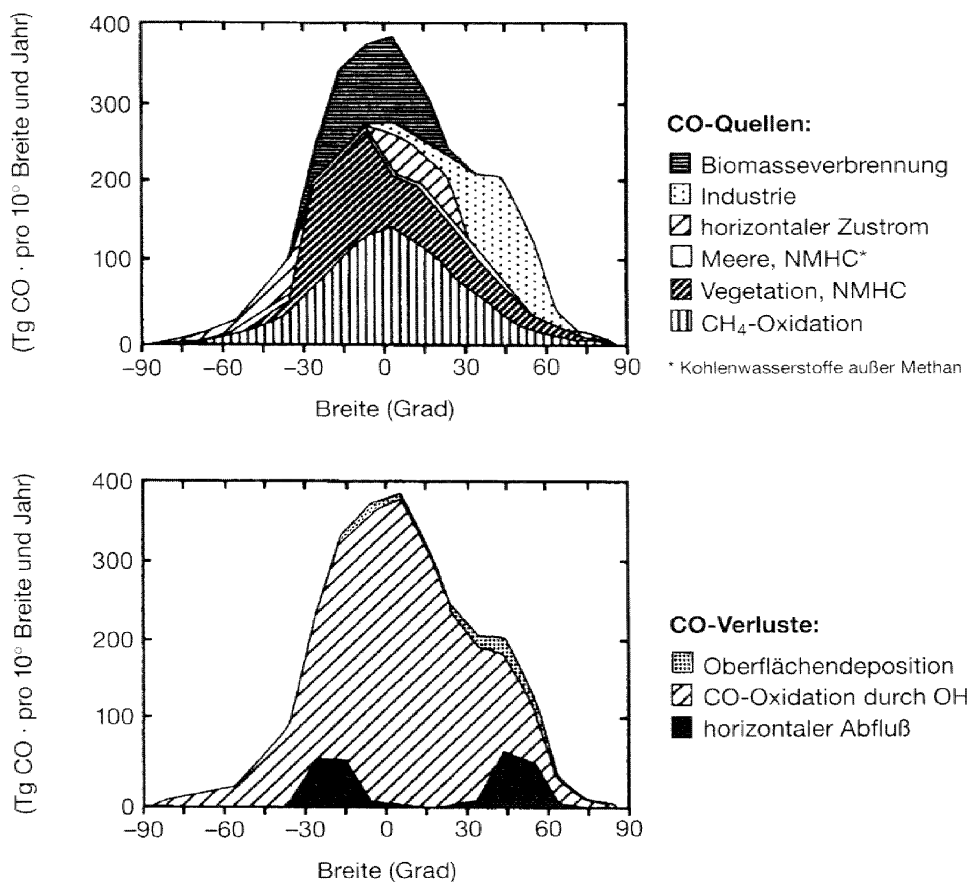 (Tg CO · pro 10° Breite und Jahr)
400
300
200
100
0
–90
–60
–30
0
30
60
90
Breite (Grad)
CO-Quellen:
Biomasseverbrennung
Industrie
horizontaler Zustrom
Meere, NMHC*
Vegetation, NMHC
CH₄-Oxidation
* Kohlenwasserstoffe außer Methan
(Tg CO · pro 10° Breite und Jahr)
400
300
200
100
0
–90
–60
–30
0
30
60
90
Breite (Grad)
CO-Verluste:
Oberflächendeposition
CO-Oxidation durch OH
horizontaler Abfluß